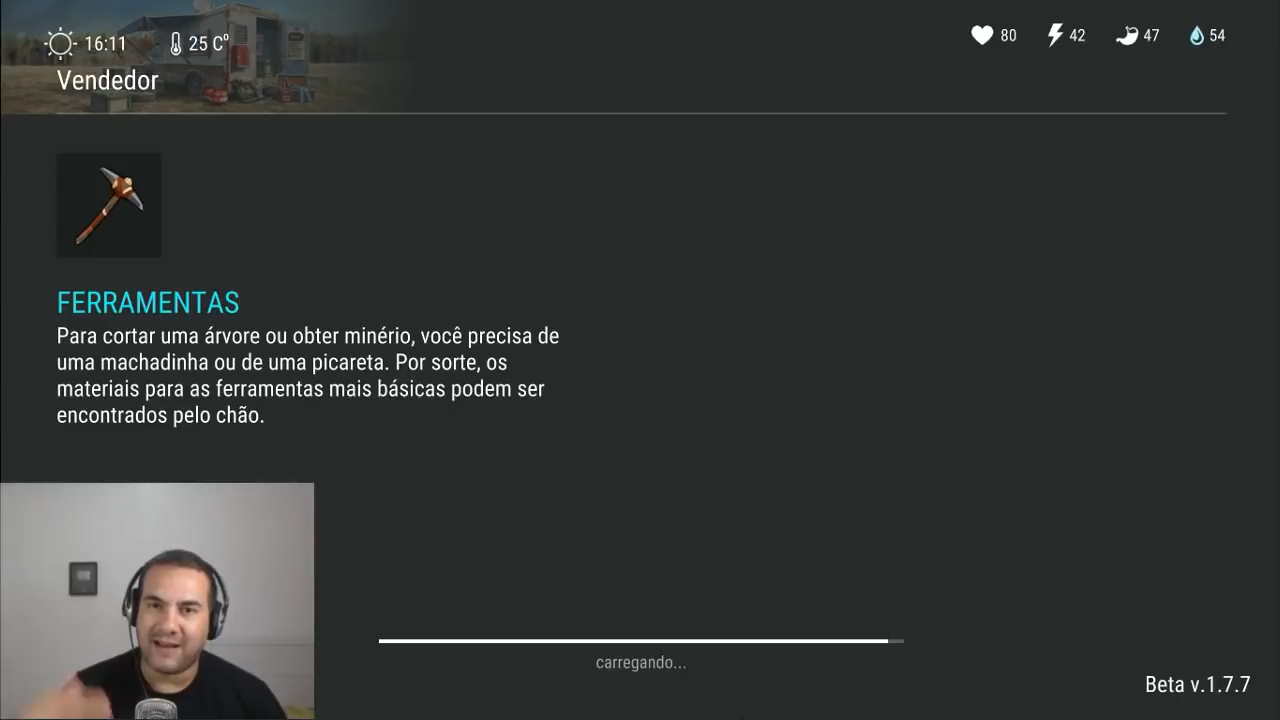 16:11
25 Cº
80
42
47
54
Vendedor
FERRAMENTAS
Para cortar uma árvore ou obter minério, você precisa de
uma machadinha ou de uma picareta. Por sorte, os
materiais para as ferramentas mais básicas podem ser
encontrados pelo chão.
carregando...
Beta v.1.7.7